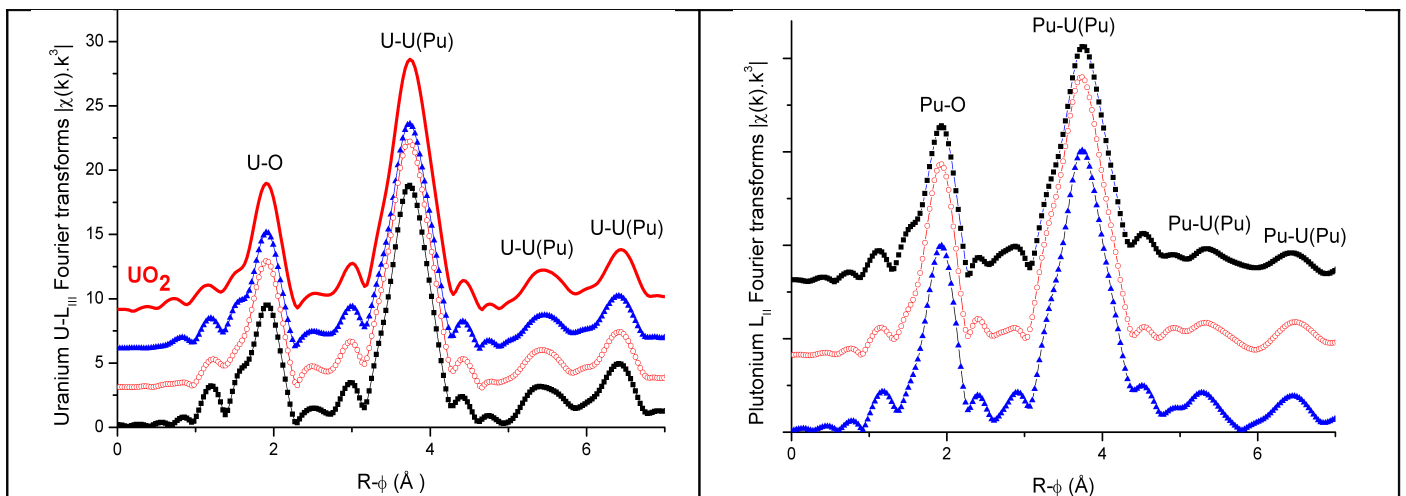 Uranium U-L_III Fourier transforms |χ(k).k³|
30
25
20
15
10
5
0
U-U(Pu)
U-O
U-U(Pu)
U-U(Pu)
UO₂
0 2 4 6
R-ϕ (Å )
Plutonium L_II Fourier transforms |χ(k).k³|
Pu-U(Pu)
Pu-O
Pu-U(Pu)
Pu-U(Pu)
0 2 4 6
R-ϕ (Å)